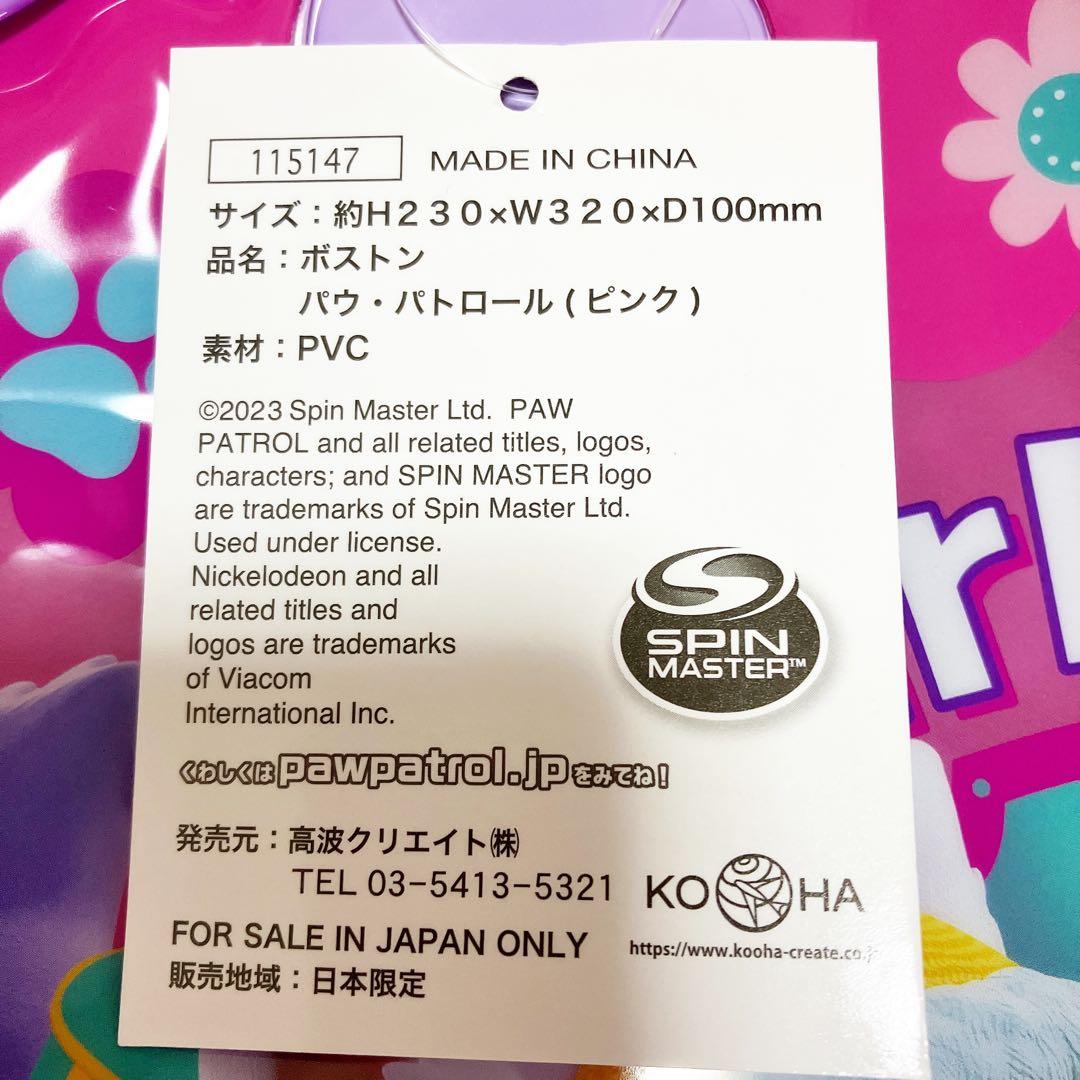 115147 MADE IN CHINA
サイズ：約H２３０×W３２０×D100mm
品名：ボストン
パウ・パトロール(ピンク)
素材：PVC
©2023 Spin Master Ltd. PAW
PATROL and all related titles, logos,
characters; and SPIN MASTER logo
are trademarks of Spin Master Ltd.
Used under license.
Nickelodeon and all
related titles and
logos are trademarks
of Viacom
International Inc.
SPIN
MASTER™
くわしくはpawpatrol.jpをみてね！
発売元：高波クリエイト㈱
TEL 03-5413-5321
KOOHA
FOR SALE IN JAPAN ONLY
https://www.kooha-create.co.j
販売地域：日本限定